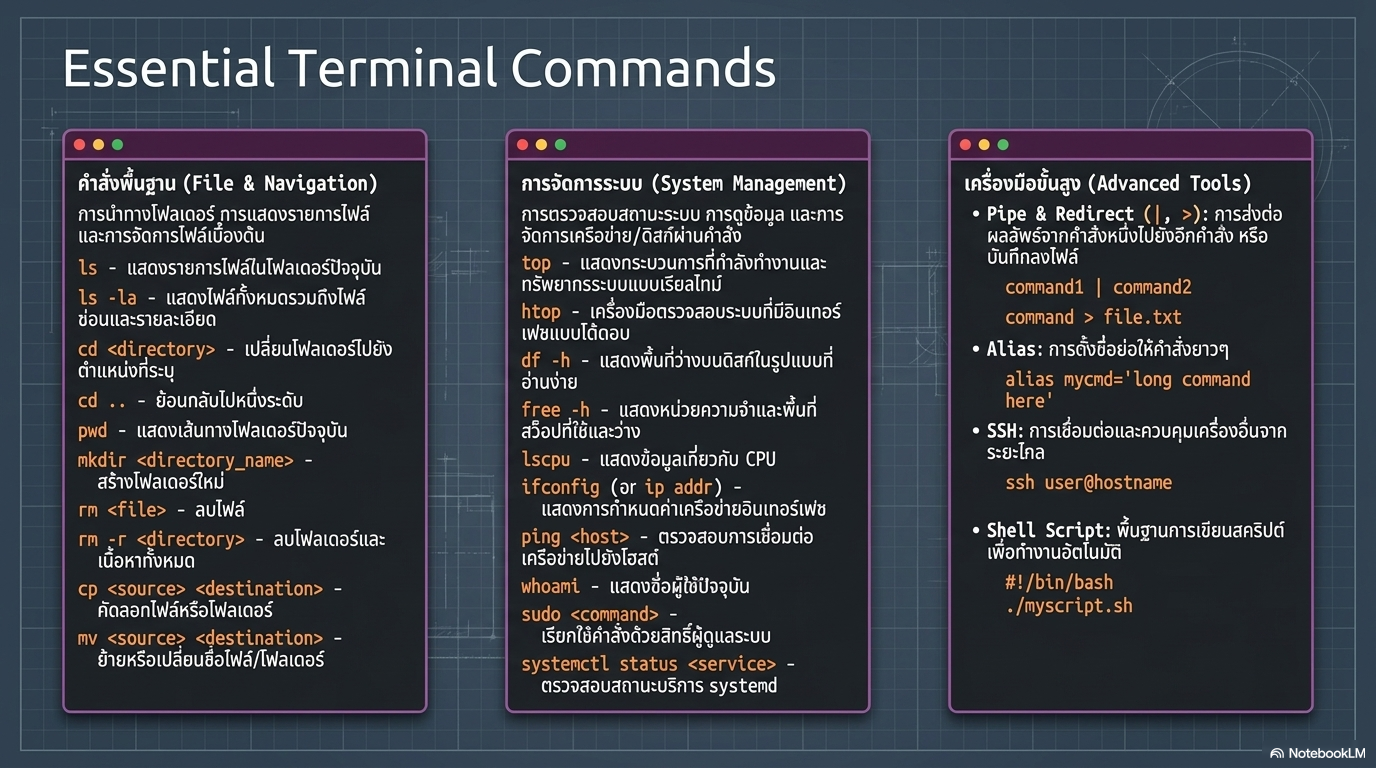 Essential Terminal Commands
คำสั่งพื้นฐาน (File & Navigation)
การนำทางโฟลเดอร์ การแสดงรายการไฟล์
และการจัดการไฟล์เบื้องต้น
ls - แสดงรายการไฟล์ในโฟลเดอร์ปัจจุบัน
ls -la - แสดงไฟล์ทั้งหมดรวมถึงไฟล์
ซ่อนและรายละเอียด
cd <directory> - เปลี่ยนโฟลเดอร์ไปยัง
ตำแหน่งที่ระบุ
cd .. - ย้อนกลับไปหนึ่งระดับ
pwd - แสดงเส้นทางโฟลเดอร์ปัจจุบัน
mkdir <directory_name> -
สร้างโฟลเดอร์ใหม่
rm <file> - ลบไฟล์
rm -r <directory> - ลบโฟลเดอร์และ
เนื้อหาทั้งหมด
cp <source> <destination> -
คัดลอกไฟล์หรือโฟลเดอร์
mv <source> <destination> -
ย้ายหรือเปลี่ยนชื่อไฟล์/โฟลเดอร์
การจัดการระบบ (System Management)
การตรวจสอบสถานะระบบ การดูข้อมูล และการ
จัดการเครือข่าย/ดิสก์ผ่านคำสั่ง
top - แสดงกระบวนการที่กำลังทำงานและ
ทรัพยากรระบบแบบเรียลไทม์
htop - เครื่องมือตรวจสอบระบบที่มีอินเทอร์
เฟซแบบโต้ตอบ
df -h - แสดงพื้นที่ว่างบนดิสก์ในรูปแบบที่
อ่านง่าย
free -h - แสดงหน่วยความจำและพื้นที่
สว็อปที่ใช้และว่าง
lscpu - แสดงข้อมูลเกี่ยวกับ CPU
ifconfig (or ip addr) -
แสดงการกำหนดค่าเครือข่ายอินเทอร์เฟซ
ping <host> - ตรวจสอบการเชื่อมต่อ
เครือข่ายไปยังโฮสต์
whoami - แสดงชื่อผู้ใช้ปัจจุบัน
sudo <command> -
เรียกใช้คำสั่งด้วยสิทธิ์ผู้ดูแลระบบ
systemctl status <service> -
ตรวจสอบสถานะบริการ systemd
เครื่องมือขั้นสูง (Advanced Tools)
• Pipe & Redirect (|, >): การส่งต่อ
ผลลัพธ์จากคำสั่งหนึ่งไปยังอีกคำสั่ง หรือ
บันทึกลงไฟล์
command1 | command2
command > file.txt
• Alias: การตั้งชื่อย่อให้คำสั่งยาวๆ
alias mycmd='long command
here'
• SSH: การเชื่อมต่อและควบคุมเครื่องอื่นจาก
ระยะไกล
ssh user@hostname
• Shell Script: พื้นฐานการเขียนสคริปต์
เพื่อทำงานอัตโนมัติ
#!/bin/bash
./myscript.sh
NotebookLM